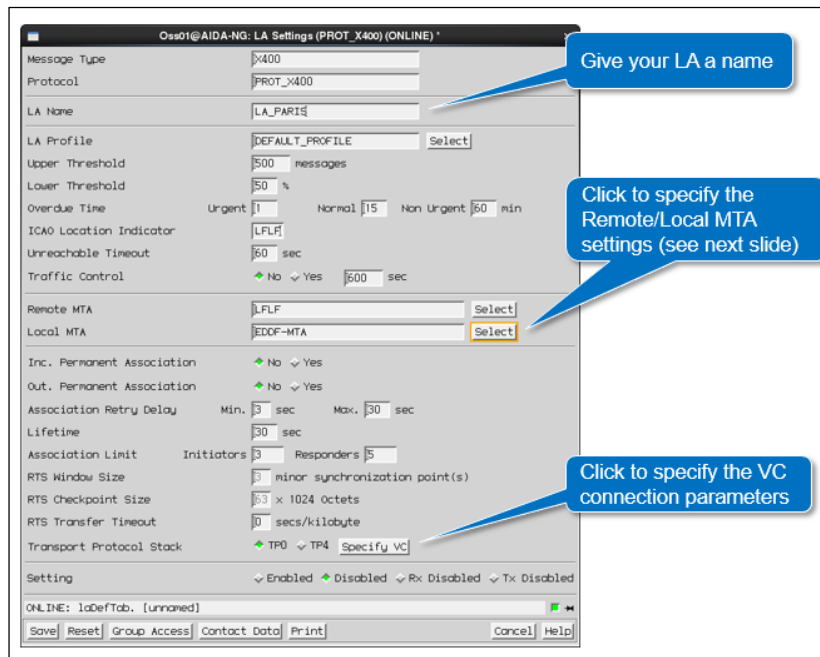 Oss01@AIDA-NG: LA Settings (PROT_X400) (ONLINE) *
Message Type X400
Protocol PROT_X400
LA Name LA_PARIS
Give your LA a name
LA Profile DEFAULT_PROFILE Select
Upper Threshold 500 messages
Lower Threshold 50 %
Overdue Time Urgent 1 Normal 15 Non Urgent 60 min
ICAO Location Indicator LFLF
Unreachable Timeout 60 sec
Traffic Control No Yes 600 sec
Click to specify the
Remote/Local MTA
settings (see next slide)
Remote MTA LFLF Select
Local MTA EDDF-MTA Select
Inc. Permanent Association No Yes
Out. Permanent Association No Yes
Association Retry Delay Min. 3 sec Max. 30 sec
Lifetime 30 sec
Association Limit Initiators 3 Responders 5
RTS Window Size 3 minor synchronization point(s)
RTS Checkpoint Size 63 x 1024 Octets
RTS Transfer Timeout 0 secs/kilobyte
Transport Protocol Stack TP0 TP4 Specify VC
Click to specify the VC
connection parameters
Setting Enabled Disabled Rx Disabled Tx Disabled
ONLINE: laDefTab. [unnamed]
Save Reset Group Access Contact Data Print Cancel Help